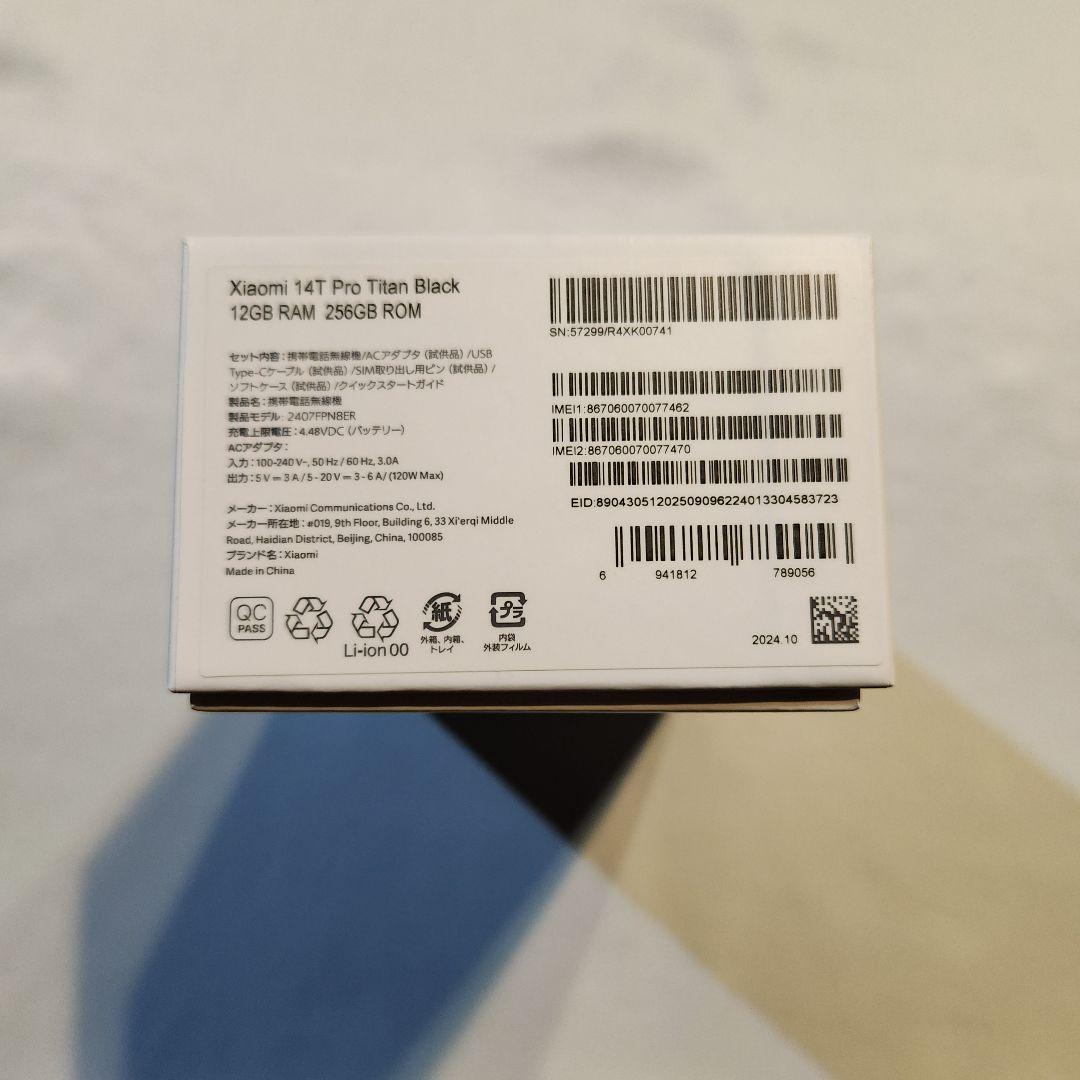 Xiaomi 14T Pro Titan Black
12GB RAM 256GB ROM
セット内容：携帯電話無線機/ACアダプタ（試供品）/USB
Type-Cケーブル（試供品）/SIM取り出し用ピン（試供品）/
ソフトケース（試供品）/クイックスタートガイド
製品名：携帯電話無線機
製品モデル: 2407FPN8ER
充電上限電圧：4.48VDC（バッテリー）
ACアダプタ：
入力：100-240 V~, 50 Hz / 60 Hz, 3.0A
出力：5 V ⎓ 3 A / 5 - 20 V ⎓ 3 - 6 A/ (120W Max)
メーカー：Xiaomi Communications Co., Ltd.
メーカー所在地：#019, 9th Floor, Building 6, 33 Xi'erqi Middle
Road, Haidian District, Beijing, China, 100085
ブランド名：Xiaomi
Made in China
QC
PASS
Li-ion 00
紙
外箱、内箱、
トレイ
プラ
内袋
外装フィルム
SN:57299/R4XK00741
IMEI1:867060070077462
IMEI2:867060070077470
EID:89043051202509096224013304583723
6 941812 789056
2024.10